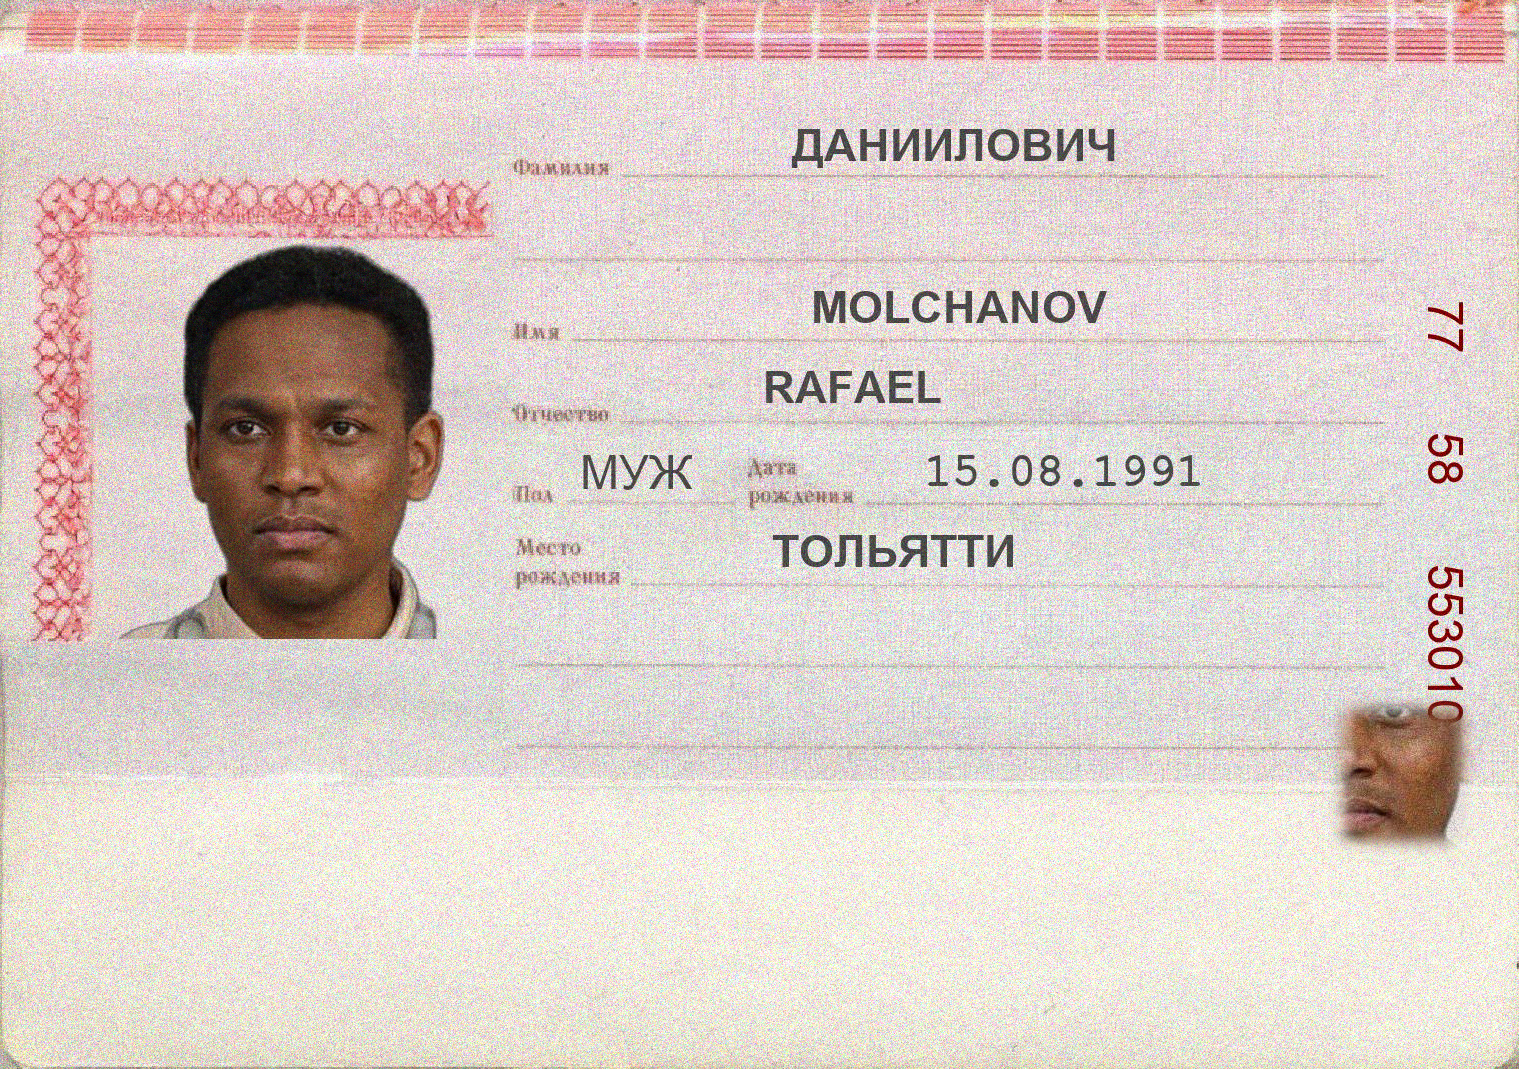 Фамилия ДАНИИЛОВИЧ
Имя MOLCHANOV
Отчество RAFAEL
Пол МУЖ Дата рождения 15.08.1991
Место рождения ТОЛЬЯТТИ
77 58 553010